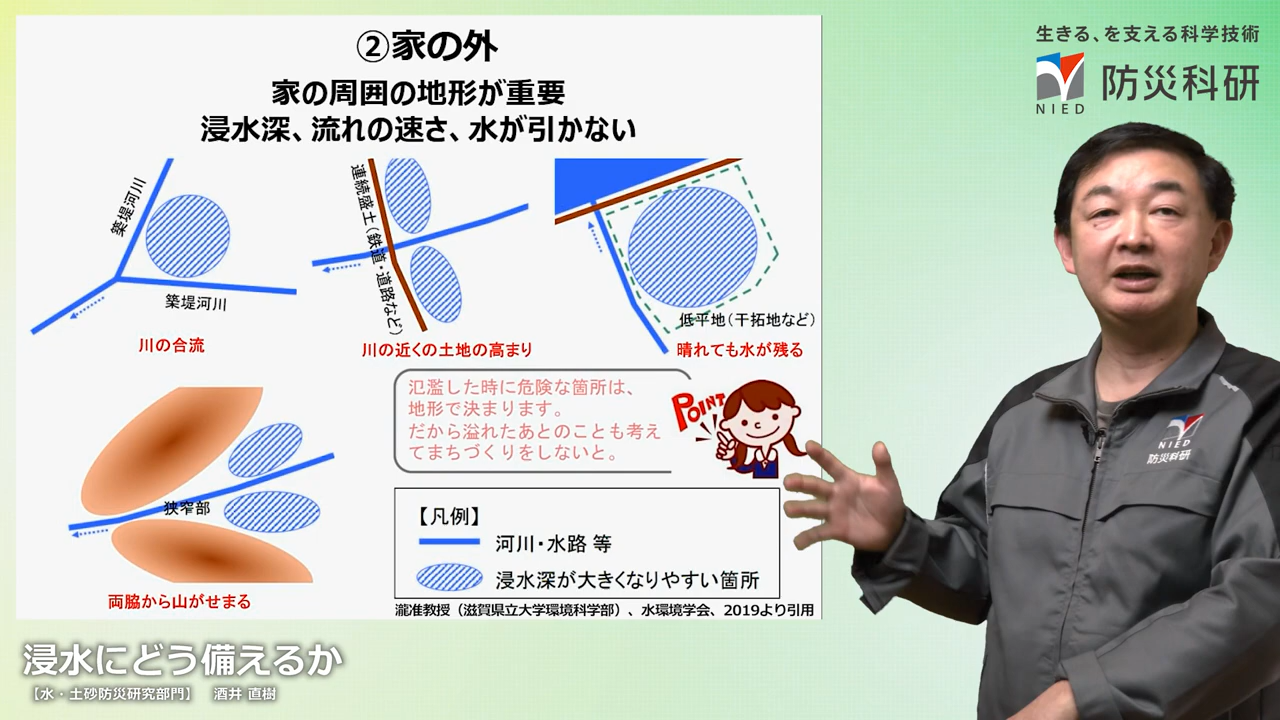 ②家の外
家の周囲の地形が重要
浸水深、流れの速さ、水が引かない
築堤河川
築堤河川
川の合流
連続盛土(鉄道・道路など)
川の近くの土地の高まり
低平地(干拓地など)
晴れても水が残る
狭窄部
両脇から山がせまる
氾濫した時に危険な箇所は、
地形で決まります。
だから溢れたあとのことも考え
てまちづくりをしないと。
POINT
【凡例】
河川・水路 等
浸水深が大きくなりやすい箇所
瀧准教授(滋賀県立大学環境科学部)、水環境学会、2019より引用
生きる、を支える科学技術
NIED
防災科研
NIED
防災科研
浸水にどう備えるか
【水・土砂防災研究部門】 酒井 直樹